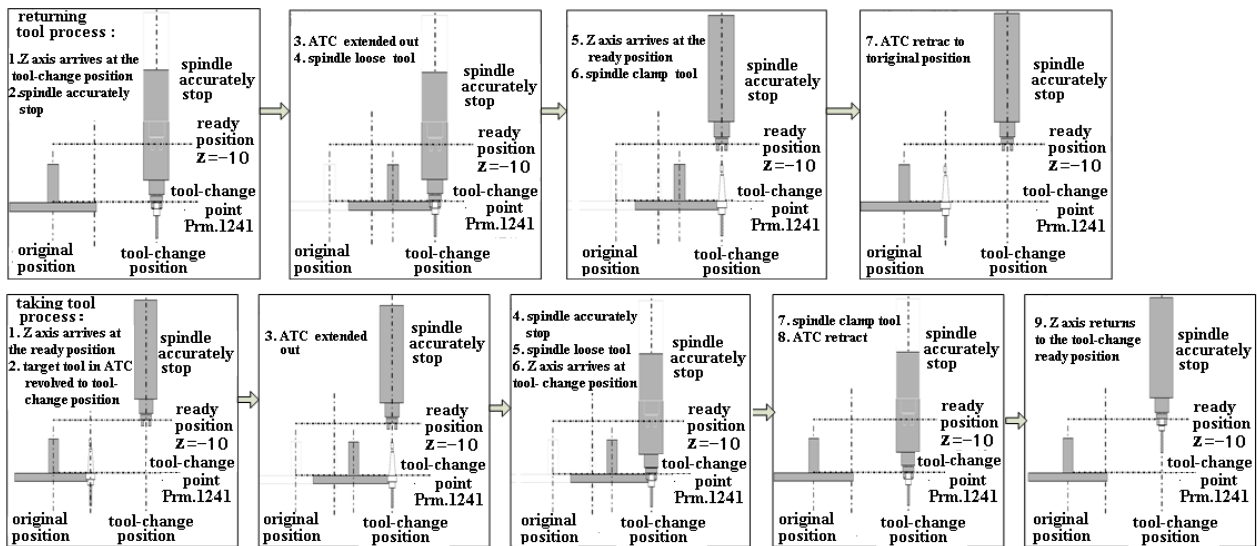 returning
tool process :
1. Z axis arrives at the
tool-change position
2. spindle accurately
stop
spindle
accurately
stop
ready
position
z=-10
tool-change
point
Prm.1241
original
position
tool-change
position
3. ATC extended out
4. spindle loose tool
spindle
accurately
stop
ready
position
z=-10
tool-change
point
Prm.1241
original
position
tool-change
position
5. Z axis arrives at the
ready position
6. spindle clamp tool
spindle
accurately
stop
ready
position
z=-10
tool-change
point
Prm.1241
original
position
tool-change
position
7. ATC retrac to
toriginal position
spindle
accurately
stop
ready
position
z=-10
tool-change
point
Prm.1241
original
position
tool-change
position
taking tool
process :
1. Z axis arrives at
the ready position
2. target tool in ATC
revolved to tool-
change position
spindle
accurately
stop
ready
position
z=-10
tool-change
point
Prm.1241
original
position
tool-change
position
3. ATC extended
out
spindle
accurately
stop
ready
position
z=-10
tool-change
point
Prm.1241
original
position
tool-change
position
4. spindle accurately
stop
5. spindle loose tool
6. Z axis arrives at
tool- change position
spindle
accurately
stop
ready
position
z=-10
tool-change
point
Prm.1241
original
position
tool-change
position
7. spindle clamp tool
8. ATC retract
spindle
accurately
stop
ready
position
z=-10
tool-change
point
Prm.1241
original
position
tool-change
position
9. Z axis returns
to the tool-change
ready position
spindle
accurately
stop
ready
position
z=-10
tool-change
point
Prm.1241
original
position
tool-change
position